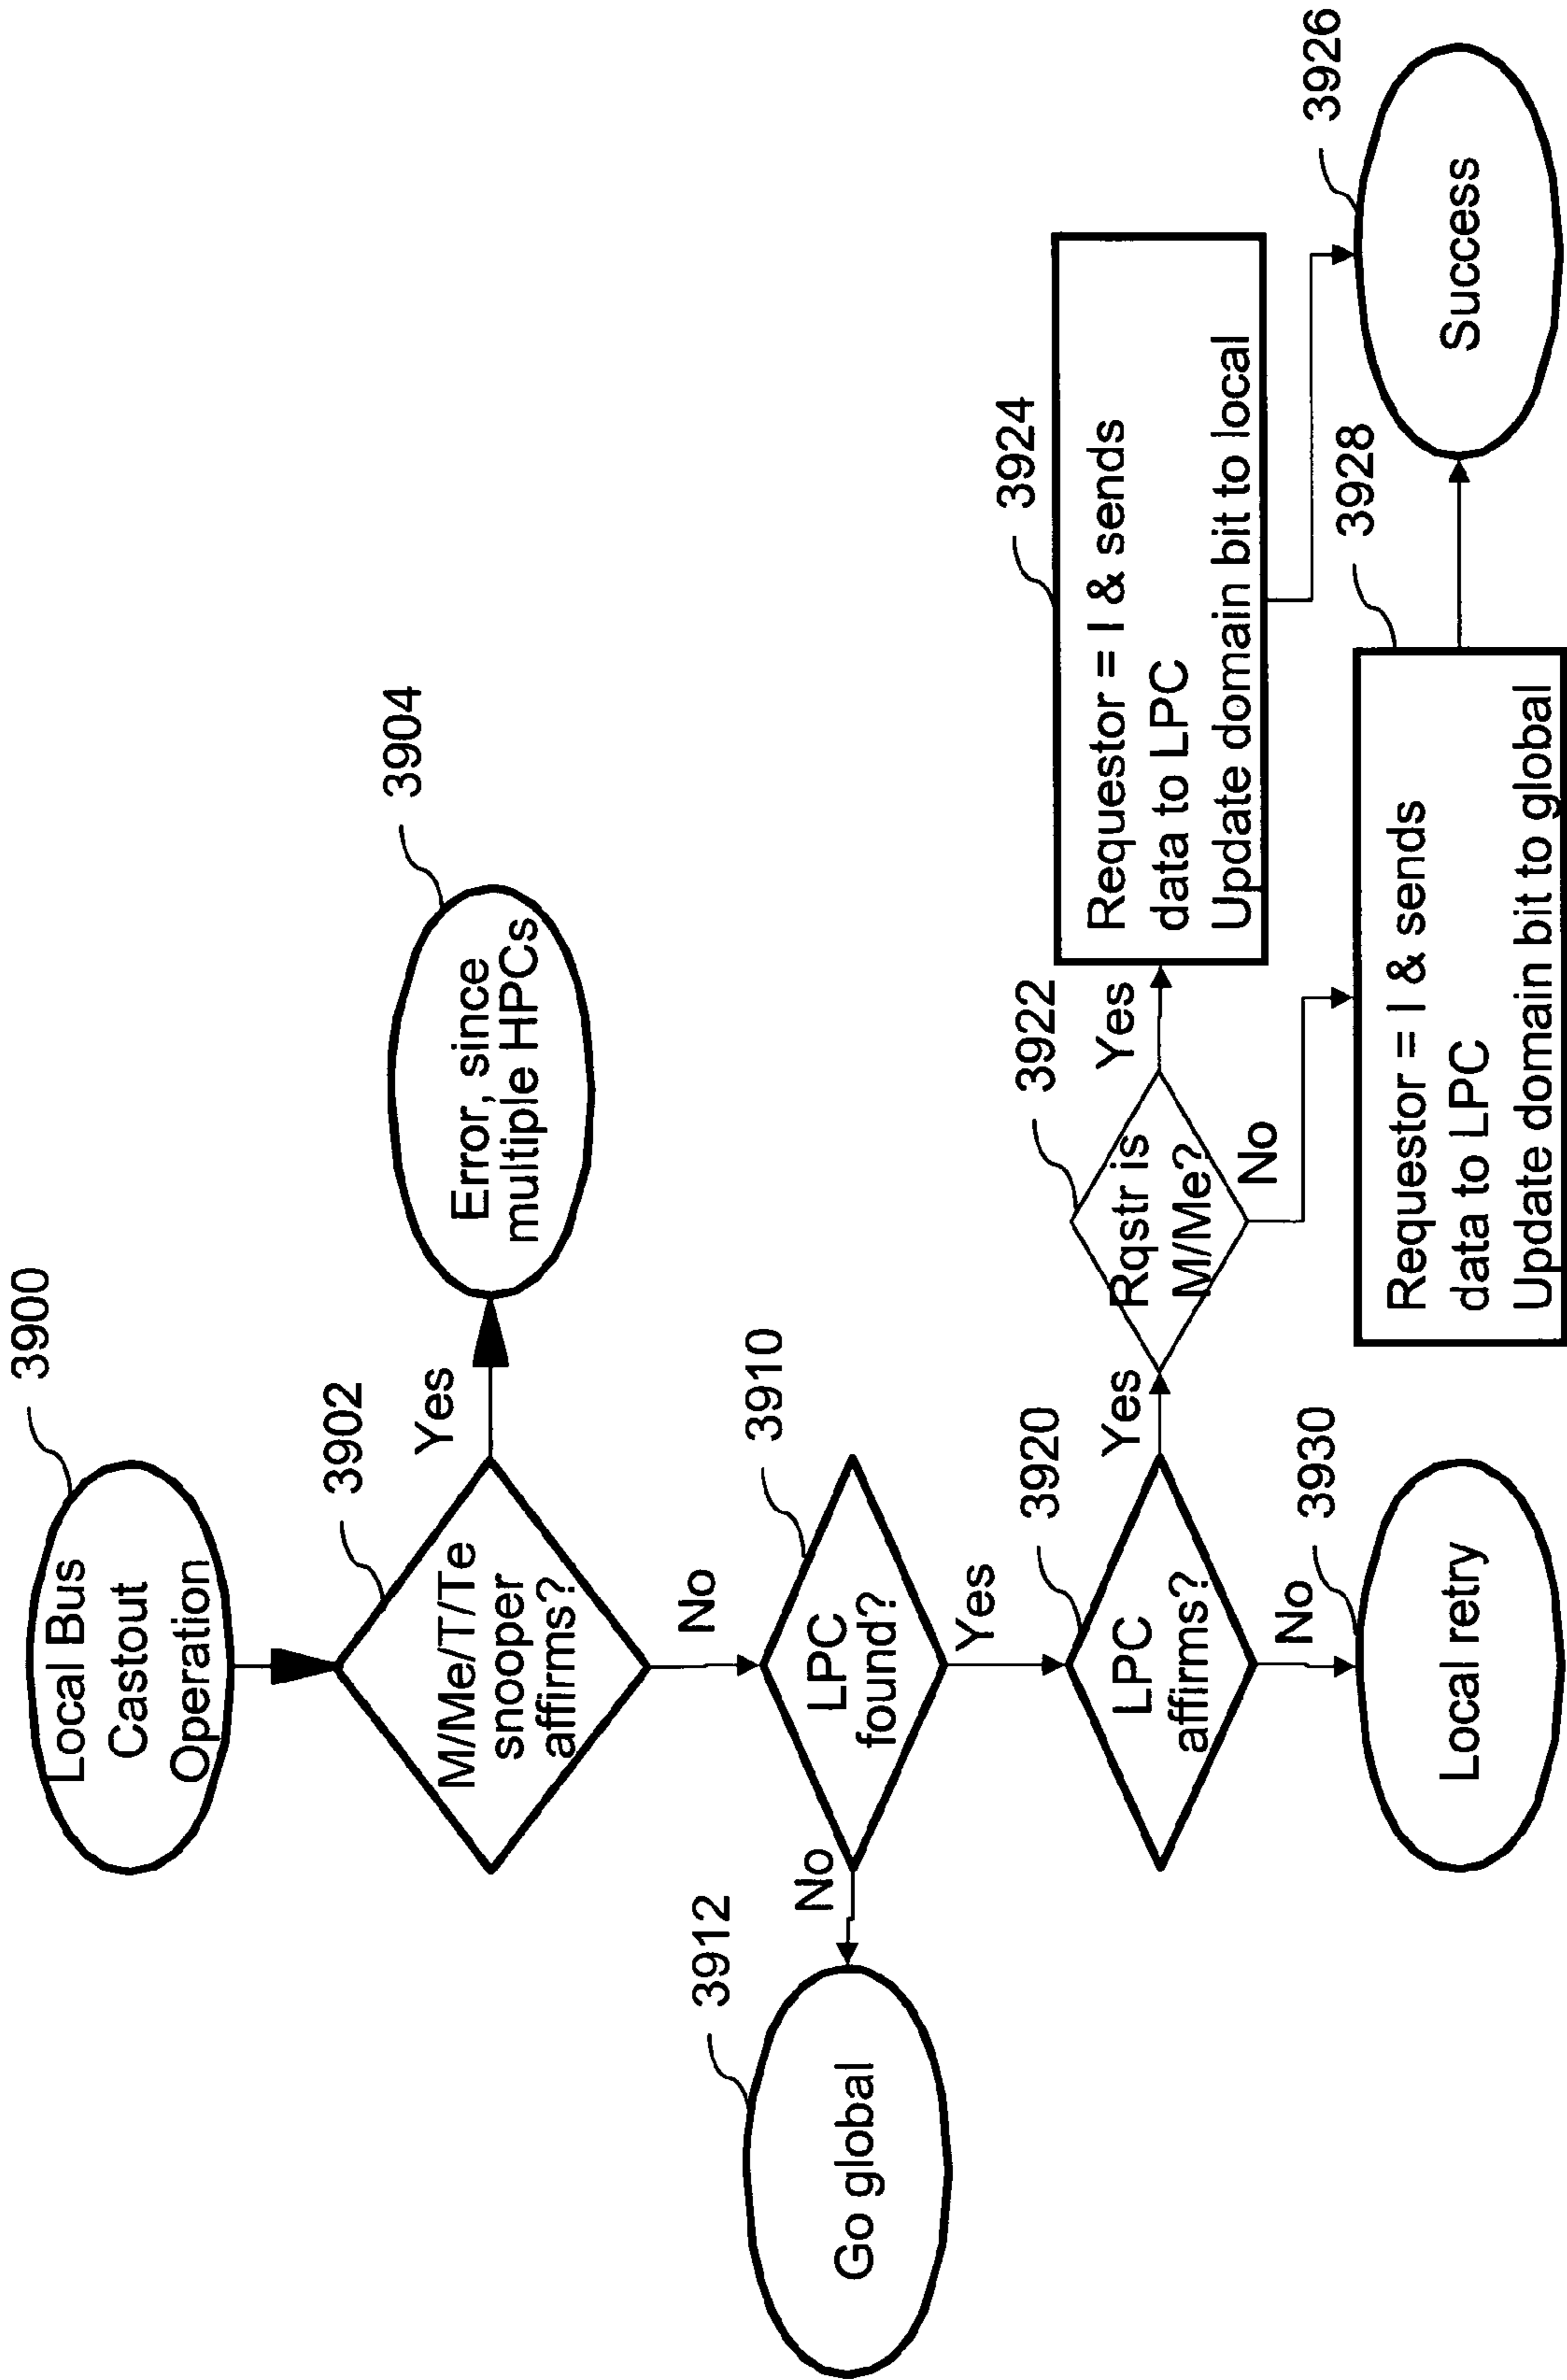 3900
Local Bus
Castout
Operation
3902
M/Me/T/Te
snooper
affirms?
Yes
3904
Error, since
multiple HPCs
No
3910
LPC
found?
No
3912
Go global
Yes
3920
LPC
affirms?
Yes
3922
Rqstr is
M/Me?
Yes
3924
Requestor = I & sends
data to LPC
Update domain bit to local
No
3928
Requestor = I & sends
data to LPC
Update domain bit to global
3926
Success
No
3930
Local retry